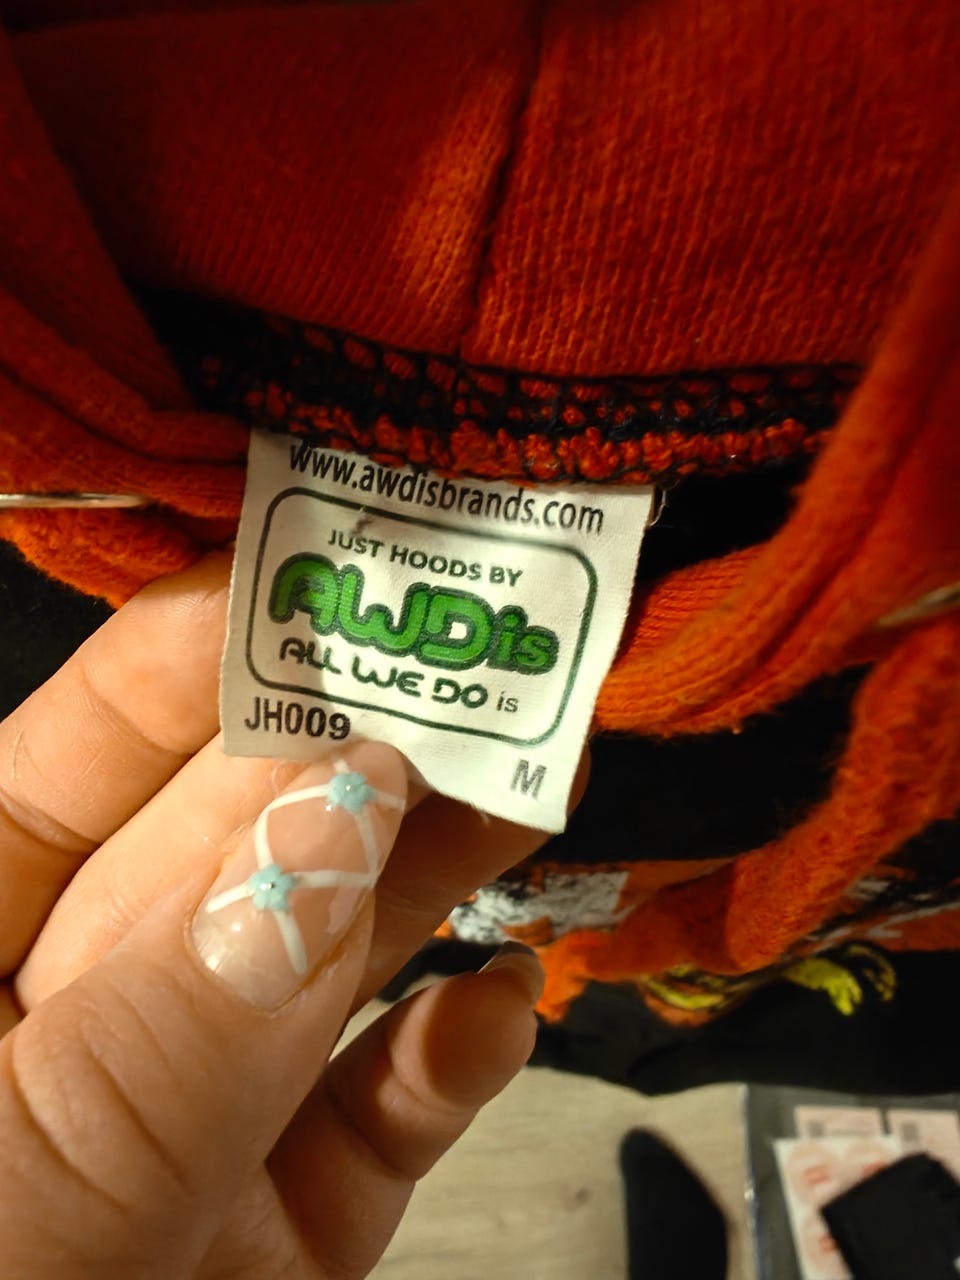 www.awdisbrands.com
JUST HOODS BY
AWDis
ALL WE DO is
JH009
M